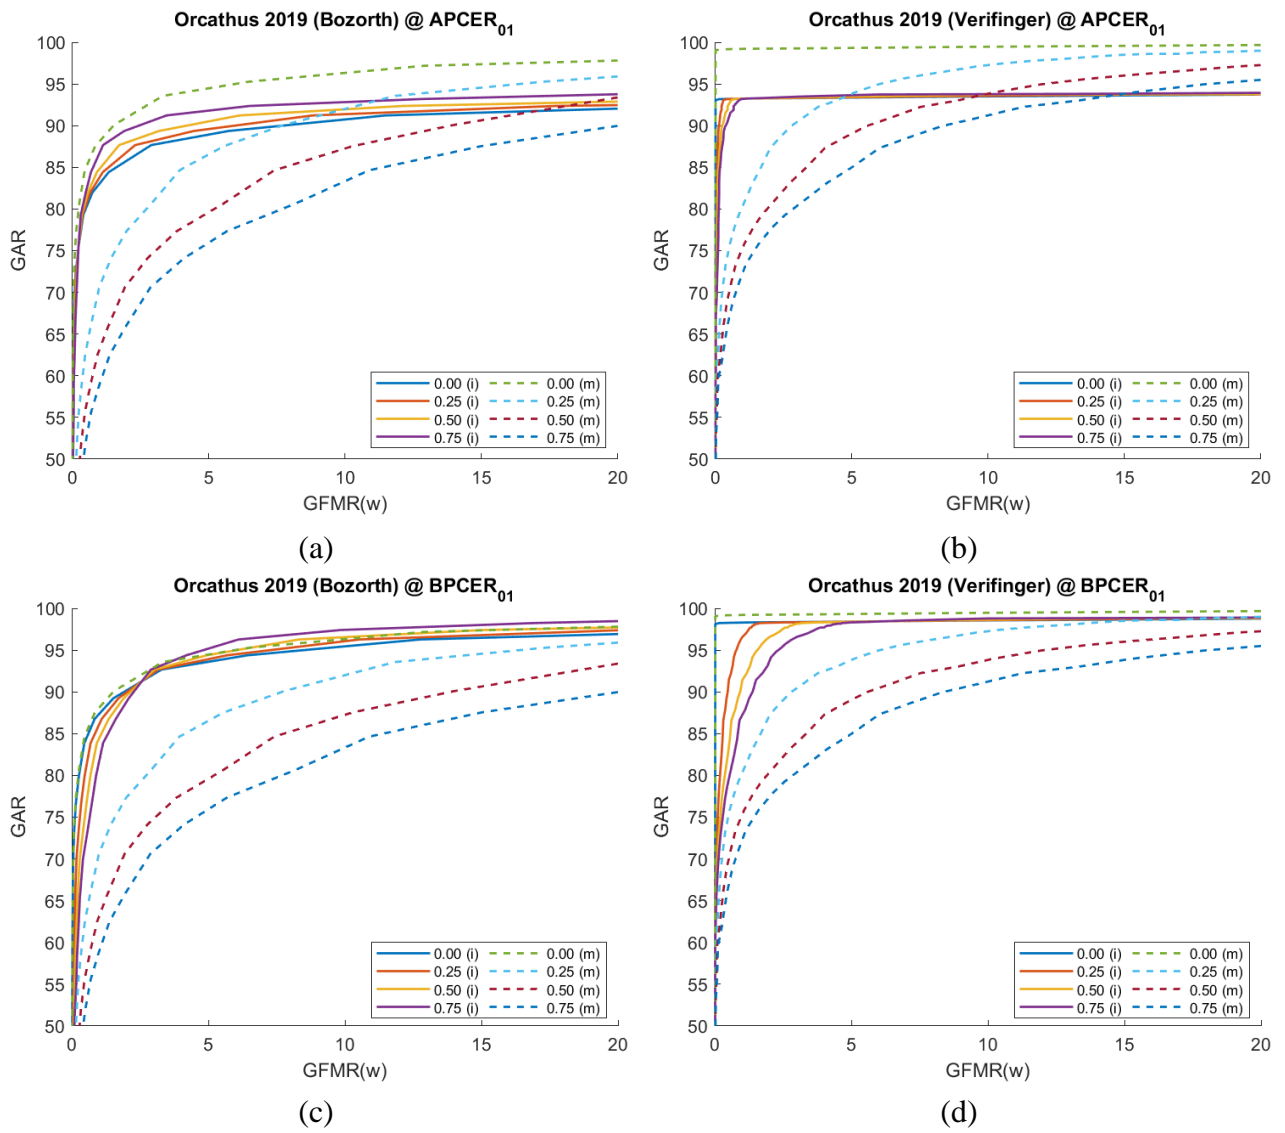 Orcathus 2019 (Bozorth) @ APCER01
100
95
90
85
80
75
70
65
60
55
50
GAR
0.00 (i) 0.00 (m)
0.25 (i) 0.25 (m)
0.50 (i) 0.50 (m)
0.75 (i) 0.75 (m)
0 5 10 15 20
GFMR(w)
(a)
Orcathus 2019 (Verifinger) @ APCER01
100
95
90
85
80
75
70
65
60
55
50
GAR
0.00 (i) 0.00 (m)
0.25 (i) 0.25 (m)
0.50 (i) 0.50 (m)
0.75 (i) 0.75 (m)
0 5 10 15 20
GFMR(w)
(b)
Orcathus 2019 (Bozorth) @ BPCER01
100
95
90
85
80
75
70
65
60
55
50
GAR
0.00 (i) 0.00 (m)
0.25 (i) 0.25 (m)
0.50 (i) 0.50 (m)
0.75 (i) 0.75 (m)
0 5 10 15 20
GFMR(w)
(c)
Orcathus 2019 (Verifinger) @ BPCER01
100
95
90
85
80
75
70
65
60
55
50
GAR
0.00 (i) 0.00 (m)
0.25 (i) 0.25 (m)
0.50 (i) 0.50 (m)
0.75 (i) 0.75 (m)
0 5 10 15 20
GFMR(w)
(d)